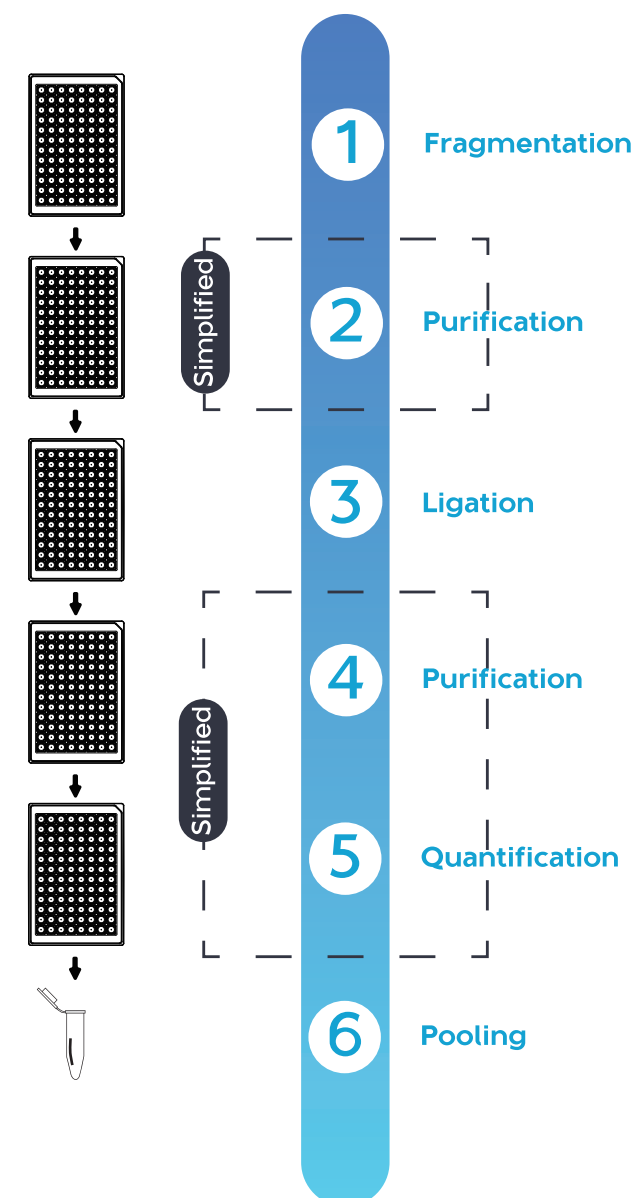 1 Fragmentation
Simplified
2 Purification
3 Ligation
4 Purification
Simplified
5 Quantification
6 Pooling